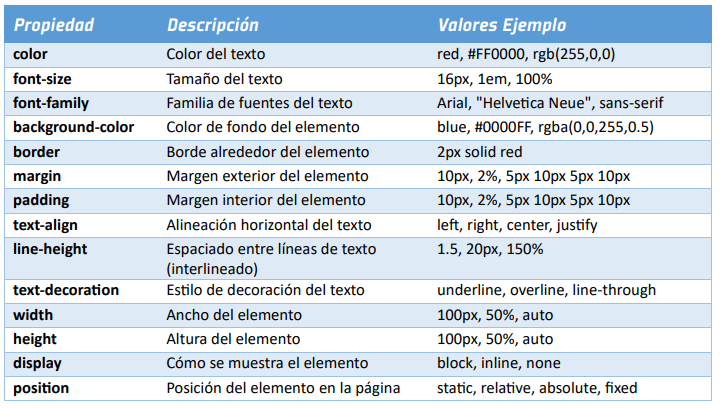 Propiedad Descripción Valores Ejemplo
color Color del texto red, #FF0000, rgb(255,0,0)
font-size Tamaño del texto 16px, 1em, 100%
font-family Familia de fuentes del texto Arial, "Helvetica Neue", sans-serif
background-color Color de fondo del elemento blue, #0000FF, rgba(0,0,255,0.5)
border Borde alrededor del elemento 2px solid red
margin Margen exterior del elemento 10px, 2%, 5px 10px 5px 10px
padding Margen interior del elemento 10px, 2%, 5px 10px 5px 10px
text-align Alineación horizontal del texto left, right, center, justify
line-height Espaciado entre líneas de texto 1.5, 20px, 150%
(interlineado)
text-decoration Estilo de decoración del texto underline, overline, line-through
width Ancho del elemento 100px, 50%, auto
height Altura del elemento 100px, 50%, auto
display Cómo se muestra el elemento block, inline, none
position Posición del elemento en la página static, relative, absolute, fixed